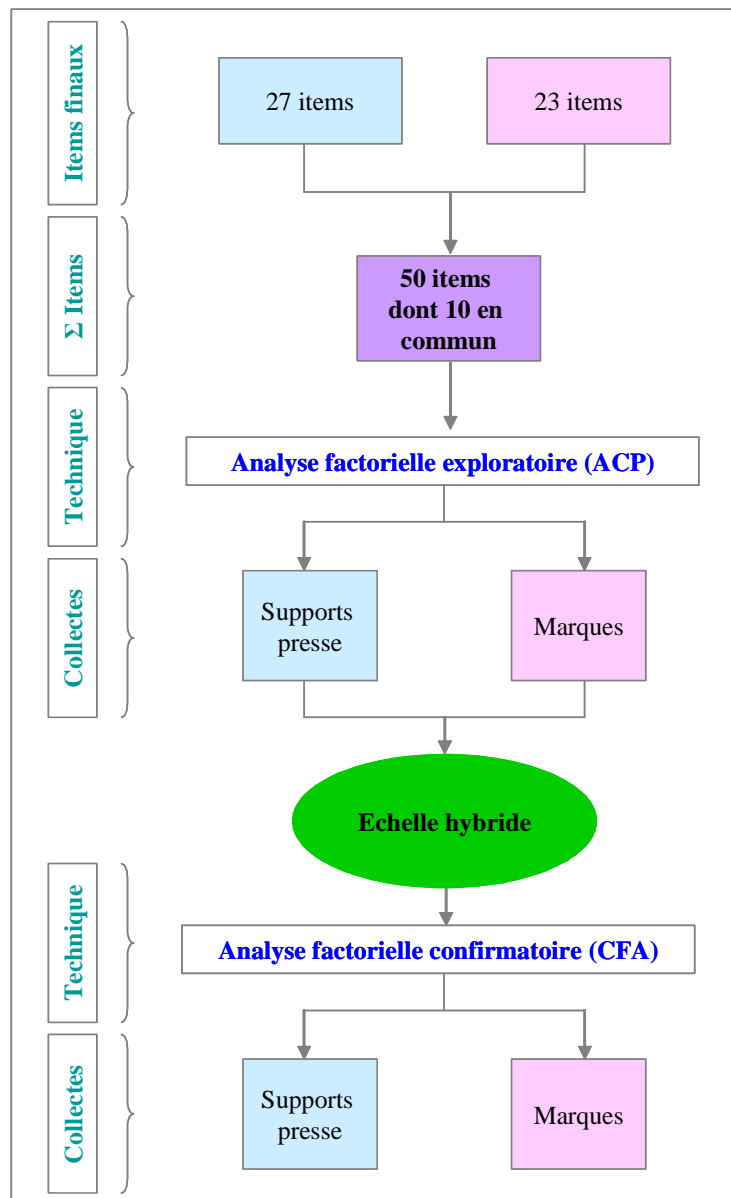 Items finaux
27 items
23 items
Σ Items
50 items
dont 10 en
commun
Technique
Analyse factorielle exploratoire (ACP)
Collectes
Supports
presse
Marques
Echelle hybride
Technique
Analyse factorielle confirmatoire (CFA)
Collectes
Supports
presse
Marques